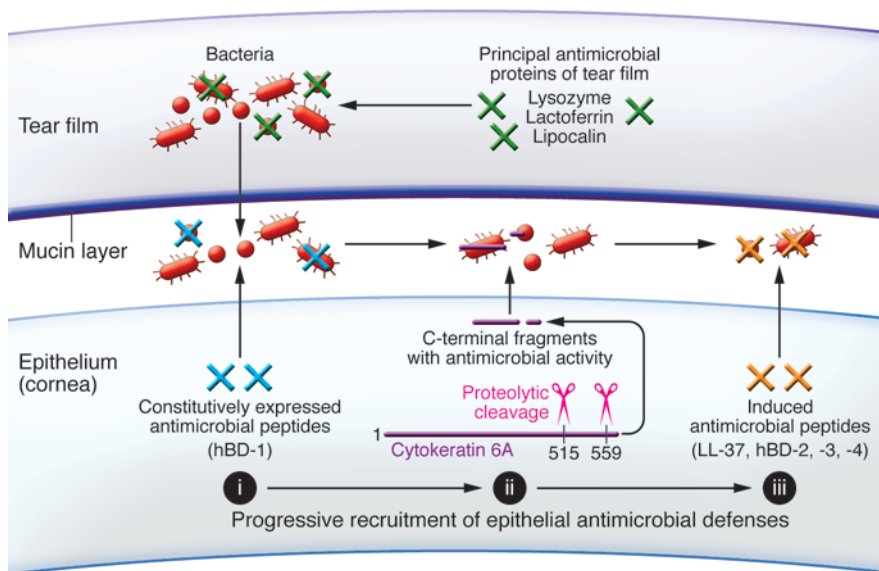 Bacteria
Principal antimicrobial
proteins of tear film
Lysozyme
Lactoferrin
Lipocalin
Tear film
Mucin layer
C-terminal fragments
with antimicrobial activity
Epithelium
(cornea)
Proteolytic
cleavage
Constitutively expressed
antimicrobial peptides
(hBD-1)
1
Cytokeratin 6A
515
559
Induced
antimicrobial peptides
(LL-37, hBD-2, -3, -4)
i
ii
iii
Progressive recruitment of epithelial antimicrobial defenses